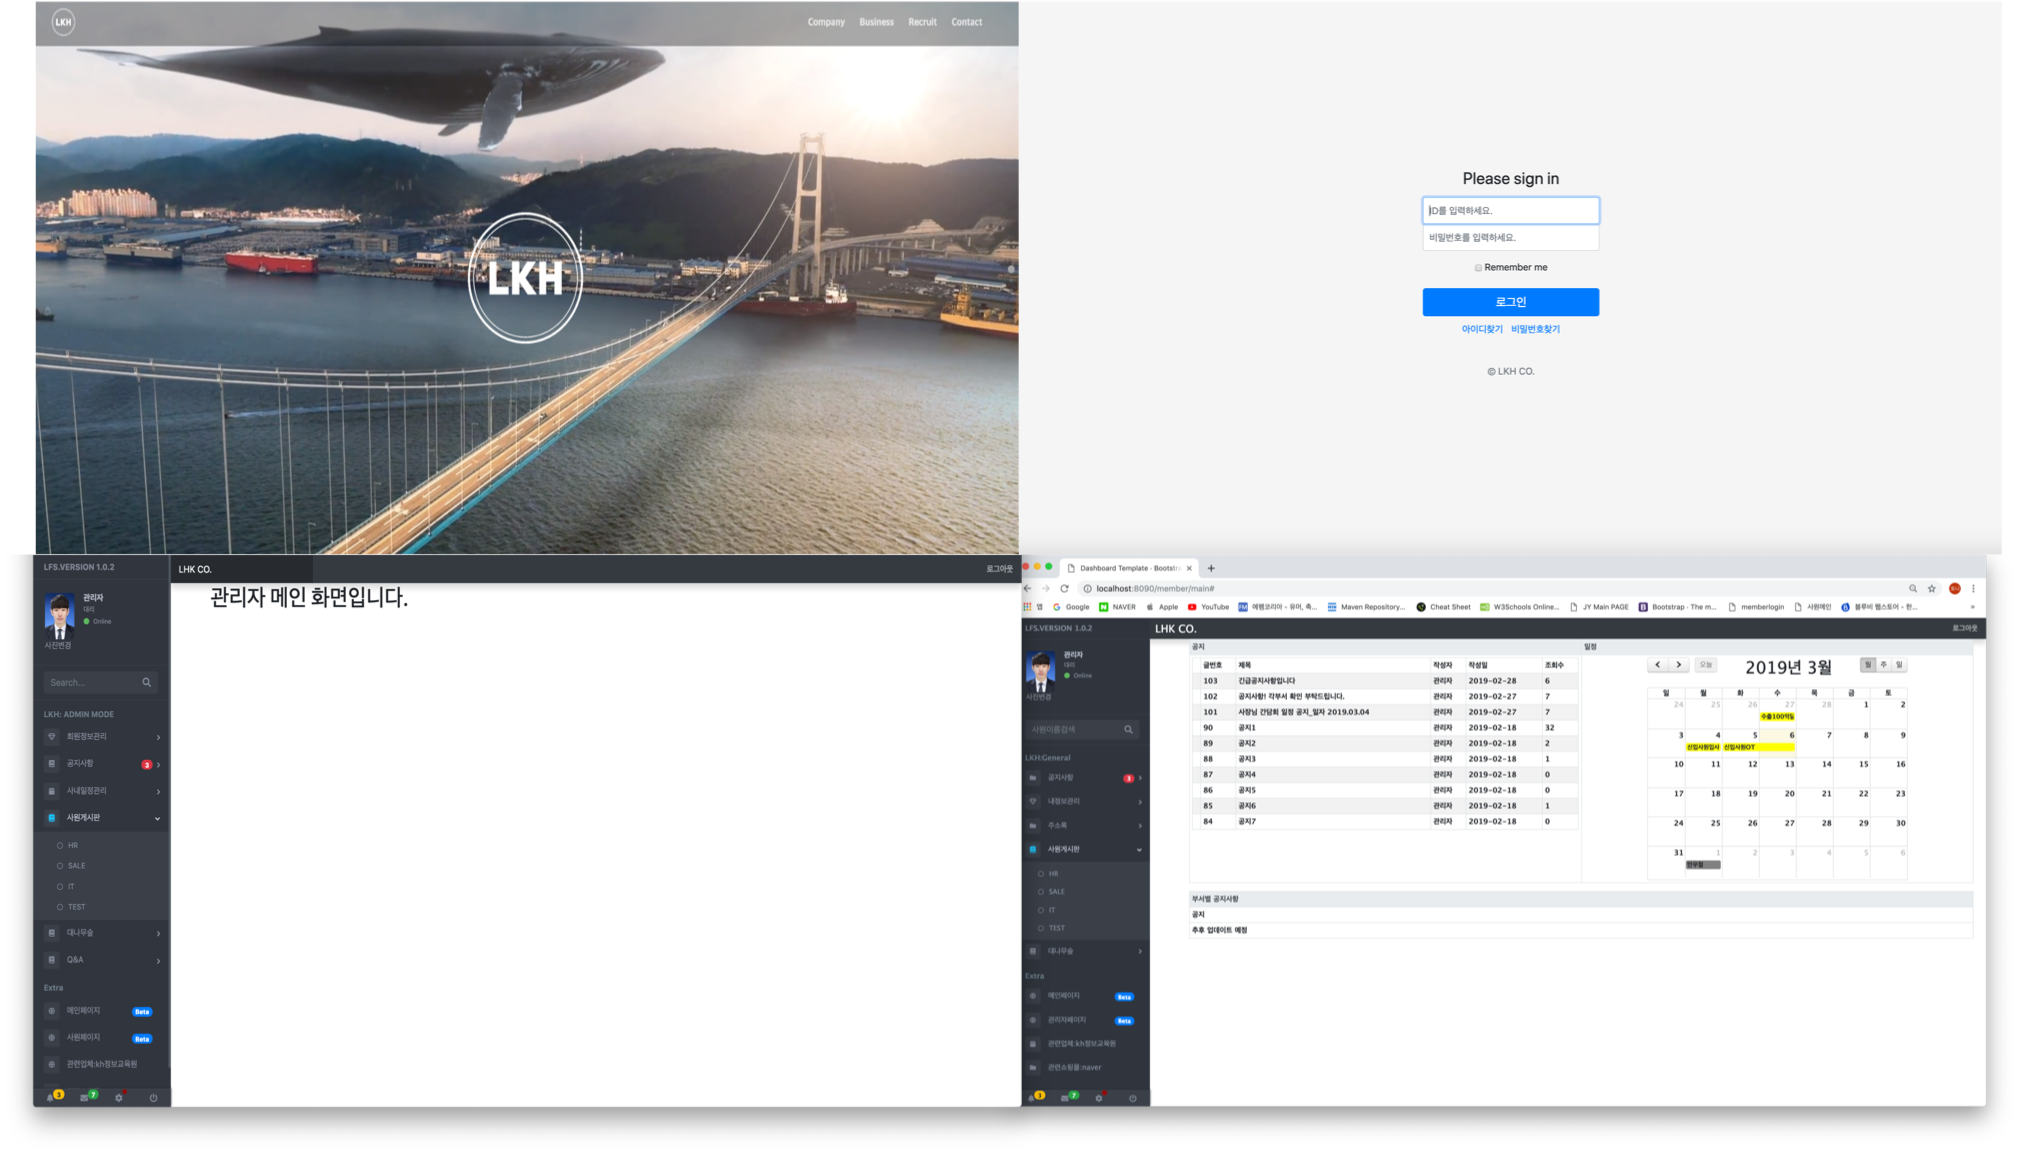 LKH
Company Business Recruit Contact
LKH
Please sign in
ID를 입력하세요.
비밀번호를 입력하세요.
Remember me
로그인
아이디찾기 비밀번호찾기
© LKH CO.
LFS.VERSION 1.0.2
LHK CO.
로그아웃
관리자 메인 화면입니다.
관리자
대리
Online
사진변경
Search...
LKH: ADMIN MODE
회원정보관리
공지사항 3
사내일정관리
사원게시판
HR
SALE
IT
TEST
대나무숲
Q&A
Extra
메인페이지 Beta
사원페이지 Beta
관련업체:kh정보교육원
3 7
Dashboard Template · Bootstr
localhost:8090/member/main#
앱 Google NAVER Apple YouTube 에펨코리아 - 유머, 축... Maven Repository... Cheat Sheet W3Schools Online... JY Main PAGE Bootstrap · The m... memberlogin 사원메인 블루비 웹스토어 - 한...
LFS.VERSION 1.0.2
LHK CO.
로그아웃
관리자
대리
Online
사진변경
사원이름검색
LKH:General
공지사항 3
내정보관리
주소록
사원게시판
HR
SALE
IT
TEST
대나무숲
Extra
메인페이지 Beta
관리자페이지 Beta
관련업체:kh정보교육원
관련쇼핑몰:naver
3 7
공지
글번호 제목 작성자 작성일 조회수
103 긴급공지사항입니다 관리자 2019-02-28 6
102 공지사항! 각부서 확인 부탁드립니다. 관리자 2019-02-27 7
101 사장님 간담회 일정 공지_일자 2019.03.04 관리자 2019-02-27 7
90 공지1 관리자 2019-02-18 32
89 공지2 관리자 2019-02-18 2
88 공지3 관리자 2019-02-18 1
87 공지4 관리자 2019-02-18 0
86 공지5 관리자 2019-02-18 0
85 공지6 관리자 2019-02-18 1
84 공지7 관리자 2019-02-18 0
일정
오늘 2019년 3월 월 주 일
일 월 화 수 목 금 토
24 25 26 27 28 1 2
수출100억일
3 4 5 6 7 8 9
신입사원입사 신입사원OT
10 11 12 13 14 15 16
17 18 19 20 21 22 23
24 25 26 27 28 29 30
31 1 2 3 4 5 6
만우절
부서별 공지사항
공지
추후 업데이트 예정